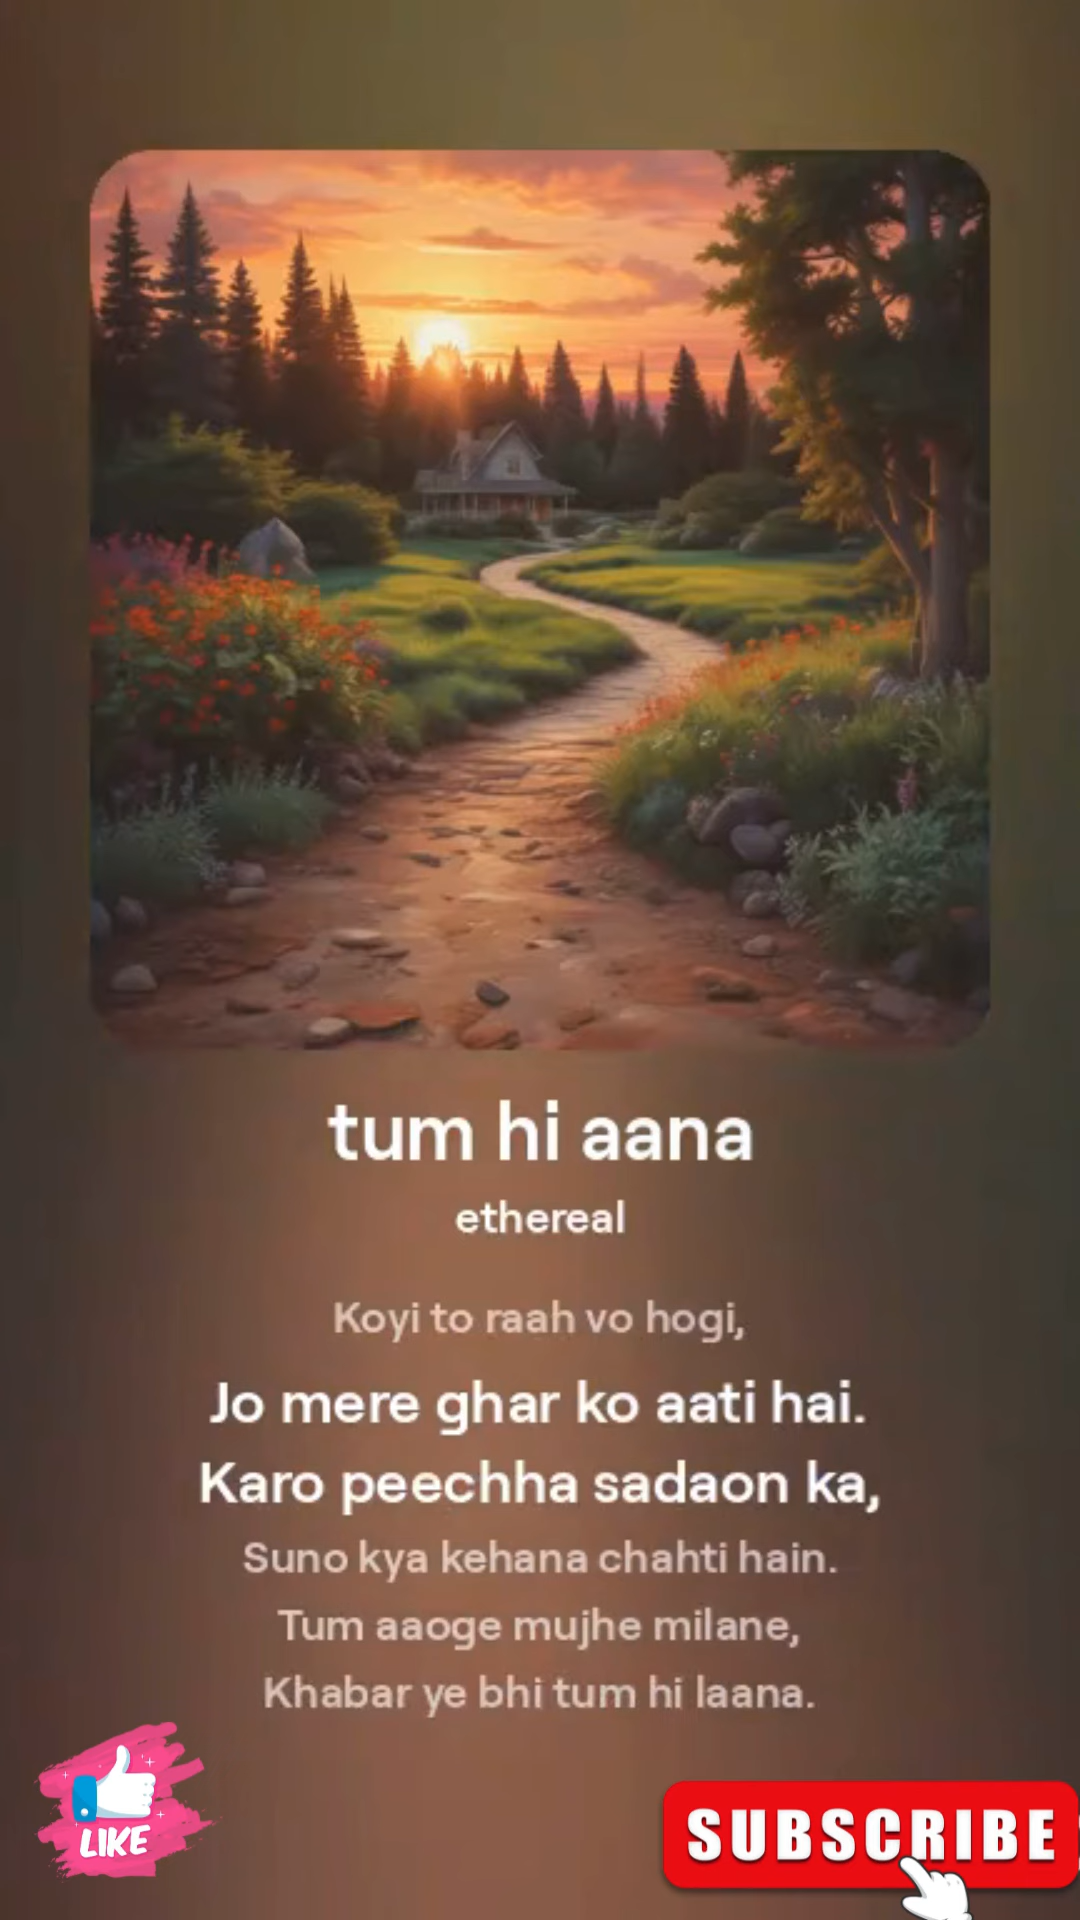 tum hi aana
ethereal
Koyi to raah vo hogi,
Jo mere ghar ko aati hai.
Karo peechha sadaon ka,
Suno kya kehana chahti hain.
Tum aaoge mujhe milane,
Khabar ye bhi tum hi laana.
LIKE
SUBSCRIBE